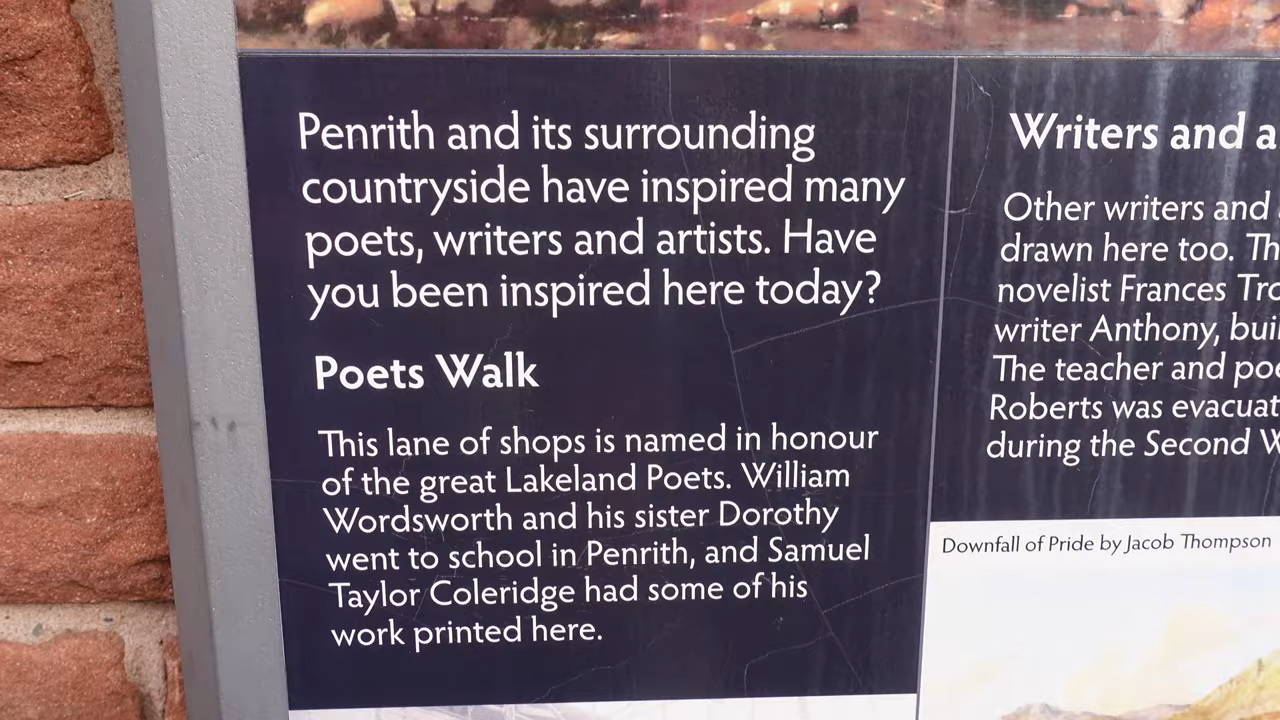 Penrith and its surrounding
countryside have inspired many
poets, writers and artists. Have
you been inspired here today?
Poets Walk
This lane of shops is named in honour
of the great Lakeland Poets. William
Wordsworth and his sister Dorothy
went to school in Penrith, and Samuel
Taylor Coleridge had some of his
work printed here.
Writers and a
Other writers and
drawn here too. Th
novelist Frances Tro
writer Anthony, buil
The teacher and poe
Roberts was evacuat
during the Second W
Downfall of Pride by Jacob Thompson